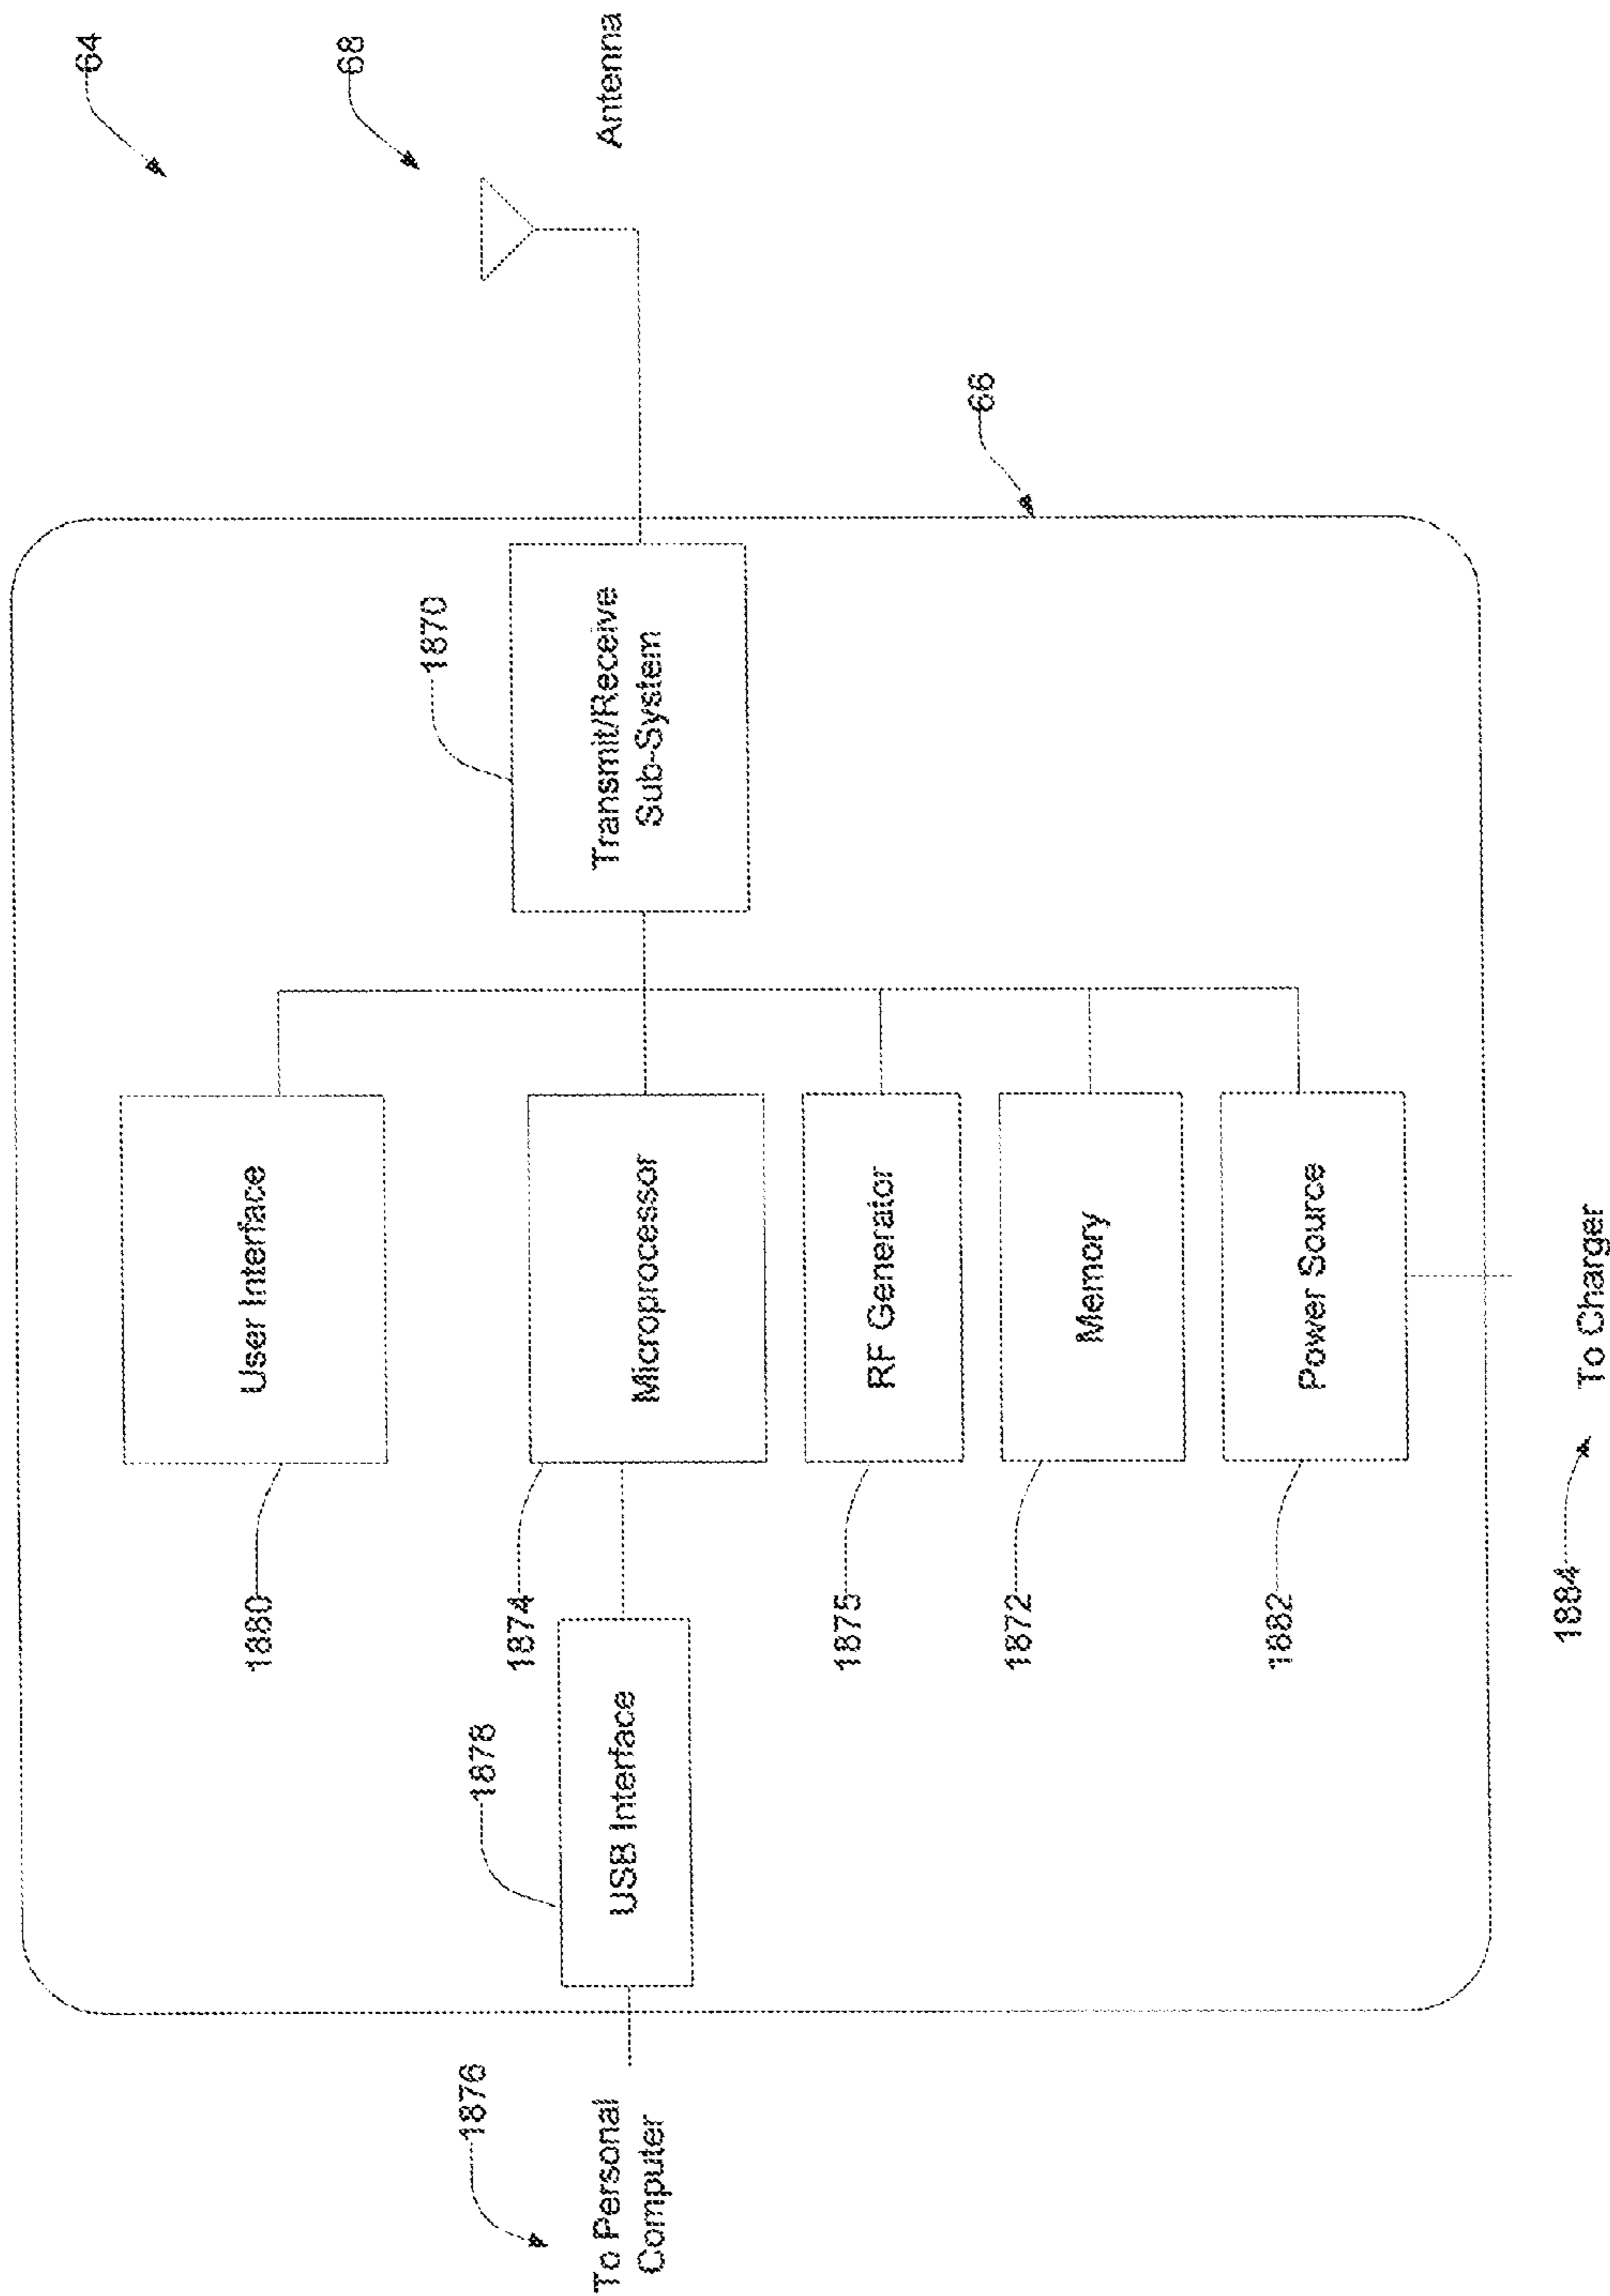 64
68
Antenna
66
1870
Transmit/Receive
Sub-System
User Interface
1880
Microprocessor
1874
RF Generator
1875
Memory
1872
Power Source
1882
USB Interface
1878
1876
To Personal
Computer
1884
To Charger